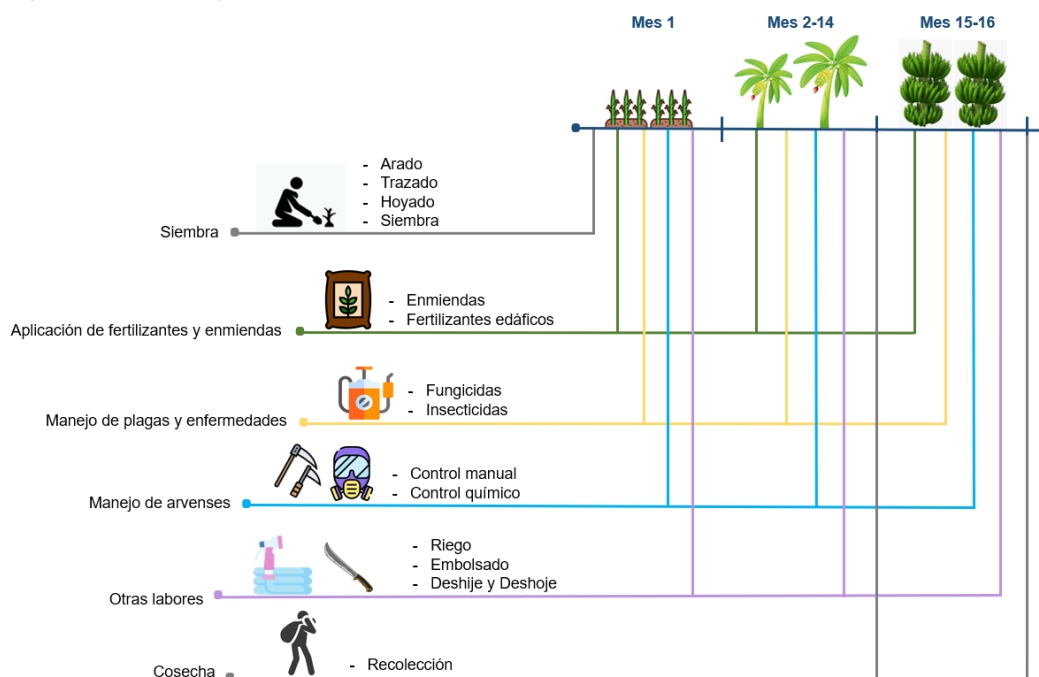 Mes 1
Mes 2-14
Mes 15-16
- Arado
- Trazado
- Hoyado
- Siembra
Siembra
- Enmiendas
- Fertilizantes edáficos
Aplicación de fertilizantes y enmiendas
- Fungicidas
- Insecticidas
Manejo de plagas y enfermedades
- Control manual
- Control químico
Manejo de arvenses
- Riego
- Embolsado
- Deshije y Deshoje
Otras labores
- Recolección
Cosecha